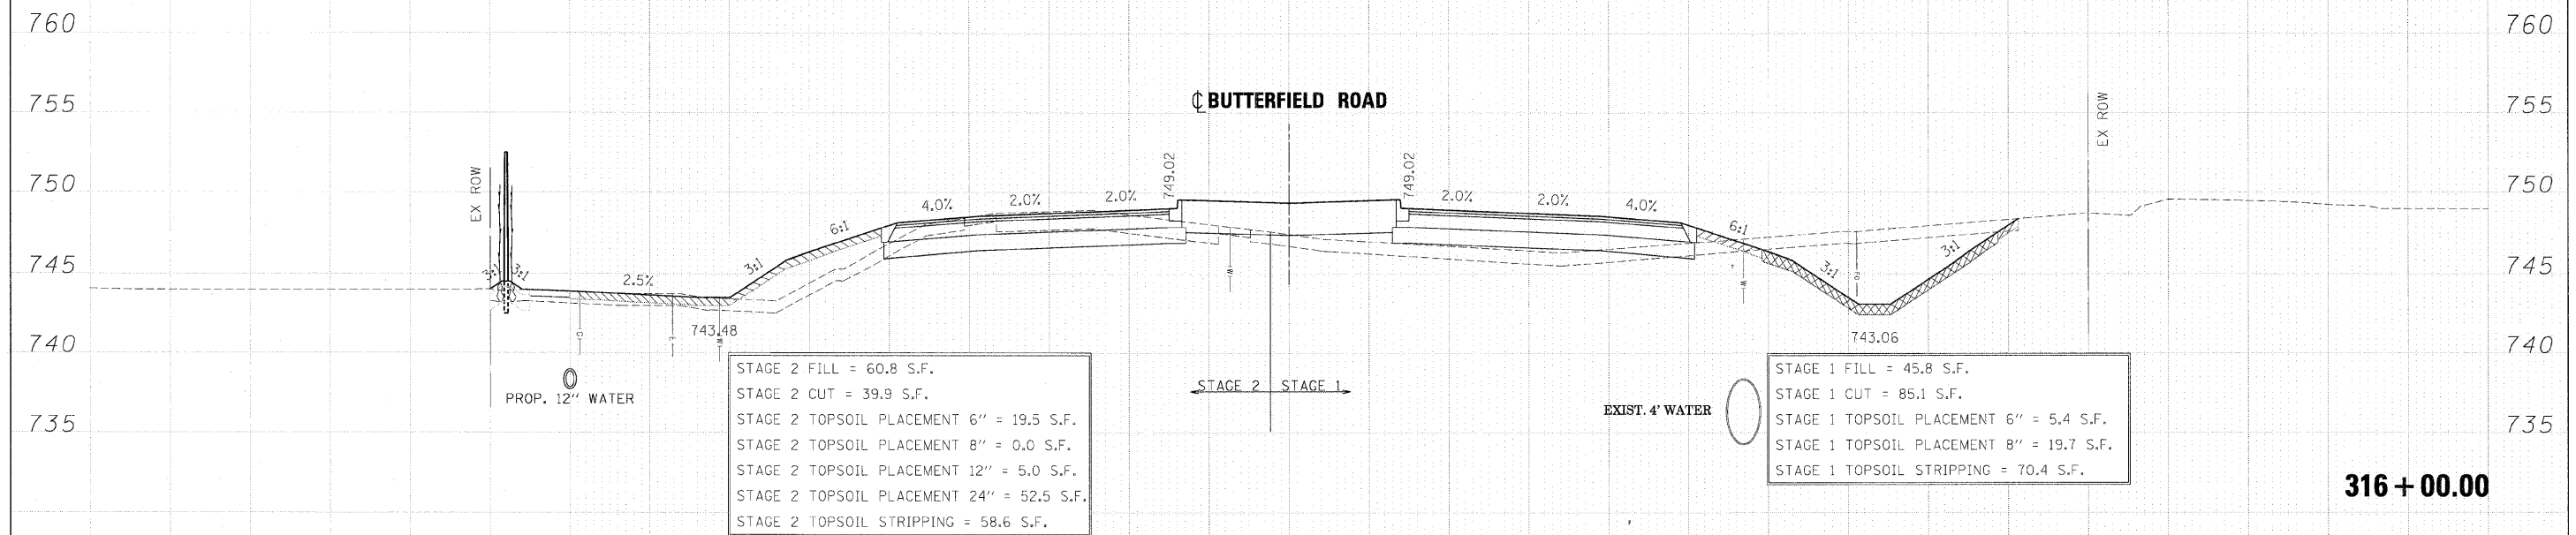 760
760
755
755
750
750
745
745
740
740
735
735
℄ BUTTERFIELD ROAD
EX ROW
EX ROW
749.02
749.02
3:1
3:1
2.5%
3:1
6:1
4.0%
2.0%
2.0%
2.0%
2.0%
4.0%
6:1
3:1
3:1
G
E
W
W
W
FO
743.48
743.06
PROP. 12" WATER
STAGE 2
STAGE 1
EXIST. 4' WATER
STAGE 2 FILL = 60.8 S.F.
STAGE 2 CUT = 39.9 S.F.
STAGE 2 TOPSOIL PLACEMENT 6" = 19.5 S.F.
STAGE 2 TOPSOIL PLACEMENT 8" = 0.0 S.F.
STAGE 2 TOPSOIL PLACEMENT 12" = 5.0 S.F.
STAGE 2 TOPSOIL PLACEMENT 24" = 52.5 S.F.
STAGE 2 TOPSOIL STRIPPING = 58.6 S.F.
STAGE 1 FILL = 45.8 S.F.
STAGE 1 CUT = 85.1 S.F.
STAGE 1 TOPSOIL PLACEMENT 6" = 5.4 S.F.
STAGE 1 TOPSOIL PLACEMENT 8" = 19.7 S.F.
STAGE 1 TOPSOIL STRIPPING = 70.4 S.F.
316 + 00.00